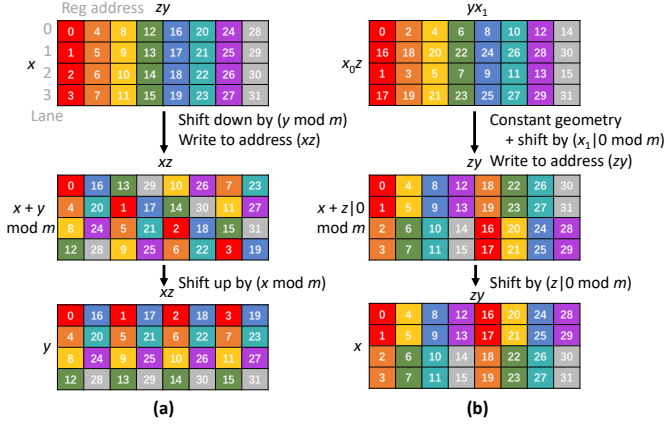 Reg address zy
0 0 4 8 12 16 20 24 28
1 1 5 9 13 17 21 25 31
x
2 2 6 10 14 18 22 26 31
3 3 7 11 15 19 23 27 31
Lane
Shift down by (y mod m)
Write to address (xz)
xz
0 16 13 29 10 26 7 23
x + y 4 20 1 17 14 30 11 27
mod m 8 24 5 21 2 18 15 31
12 28 9 25 6 22 3 19
Shift up by (x mod m)
xz
0 16 1 17 2 18 3 19
4 20 5 21 6 22 7 23
y
8 24 9 25 10 26 11 27
12 28 13 29 14 30 15 31
(a)
yx1
0 2 4 6 8 10 12 14
16 18 20 22 24 26 28 30
x0z
1 3 5 7 9 11 13 15
17 19 21 23 25 27 29 31
Constant geometry
+ shift by (x1|0 mod m)
Write to address (zy)
zy
0 4 8 12 18 22 26 30
x + z|0 1 5 9 13 19 23 27 31
mod m 2 6 10 14 16 20 24 28
3 7 11 15 17 21 25 29
Shift by (z|0 mod m)
zy
0 4 8 12 16 20 24 28
1 5 9 13 17 21 25 29
x
2 6 10 14 18 22 26 30
3 7 11 15 19 23 27 31
(b)